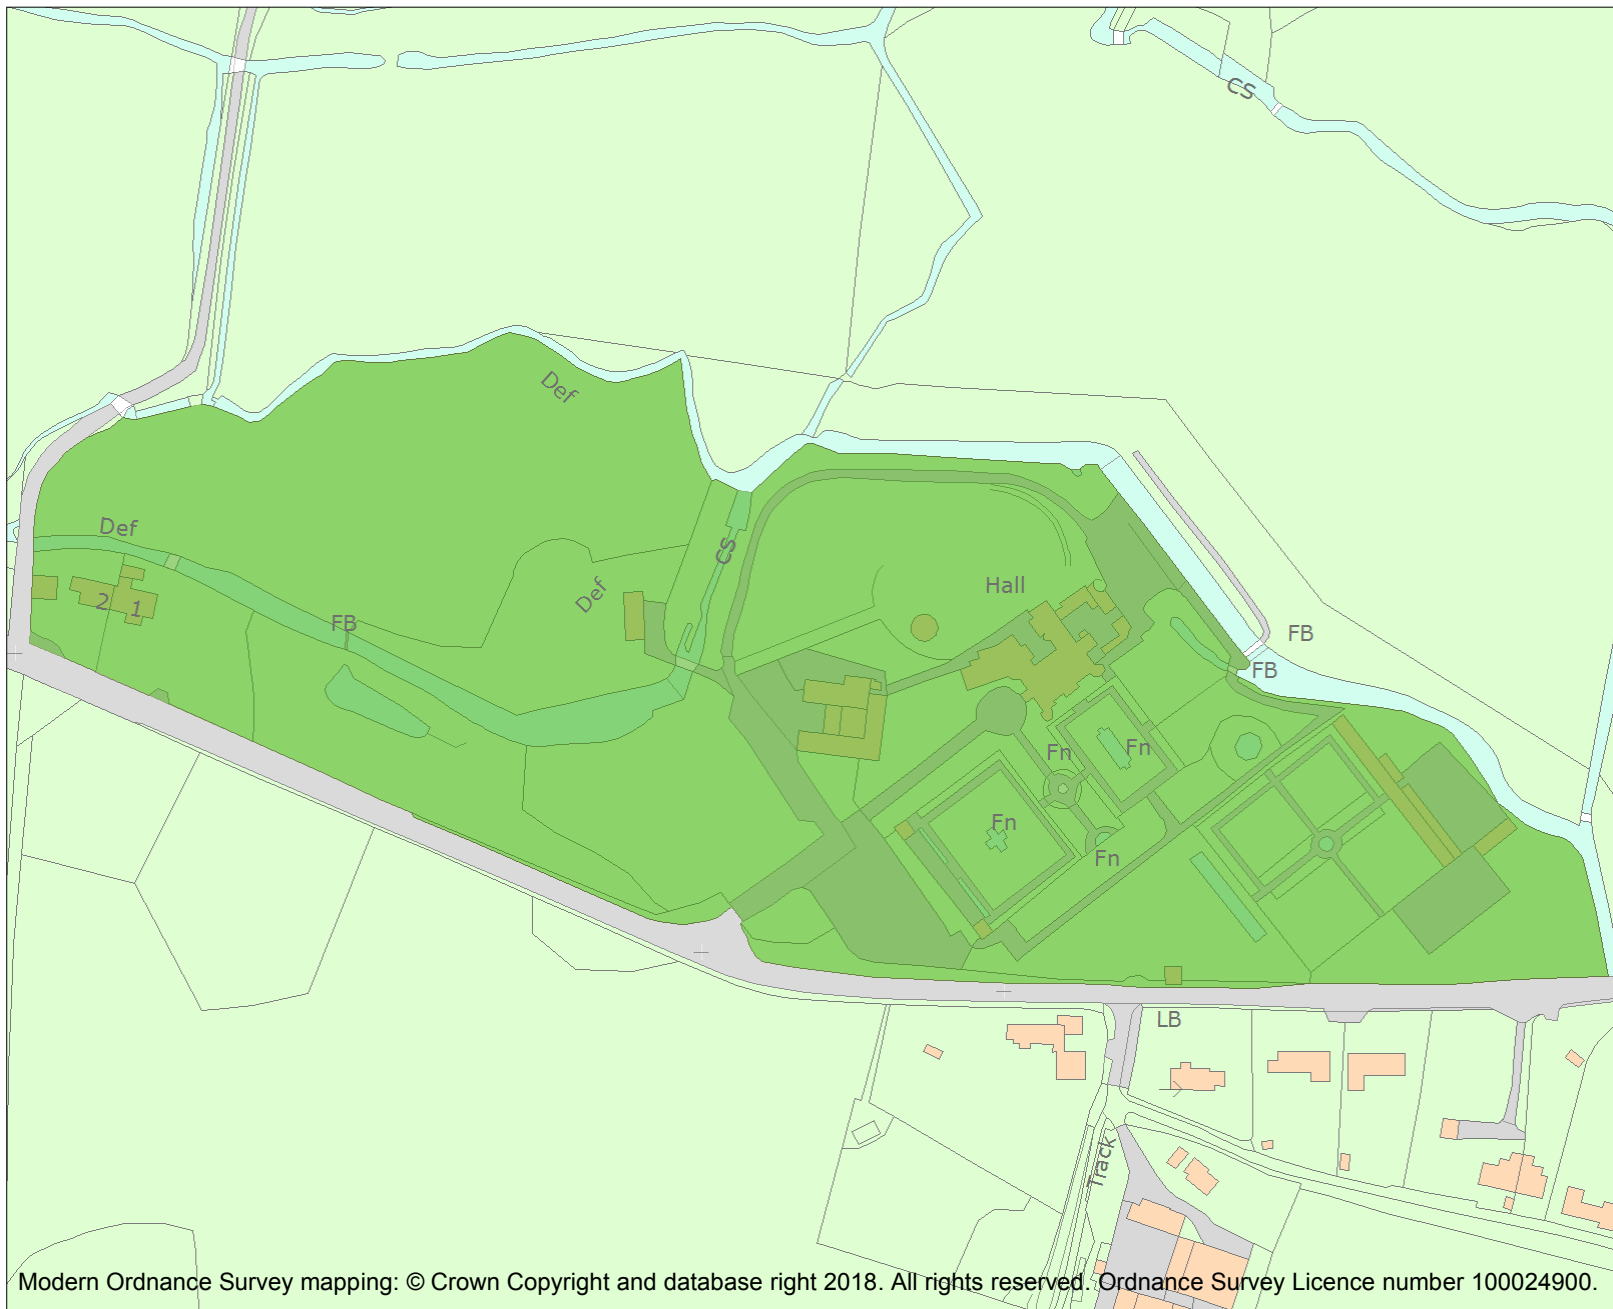 CS
Def
Def
CS
Def
Hall
2
1
FB
FB
FB
Fn
Fn
Fn
Fn
LB
Track
Modern Ordnance Survey mapping: © Crown Copyright and database right 2018. All rights reserved. Ordnance Survey Licence number 100024900.